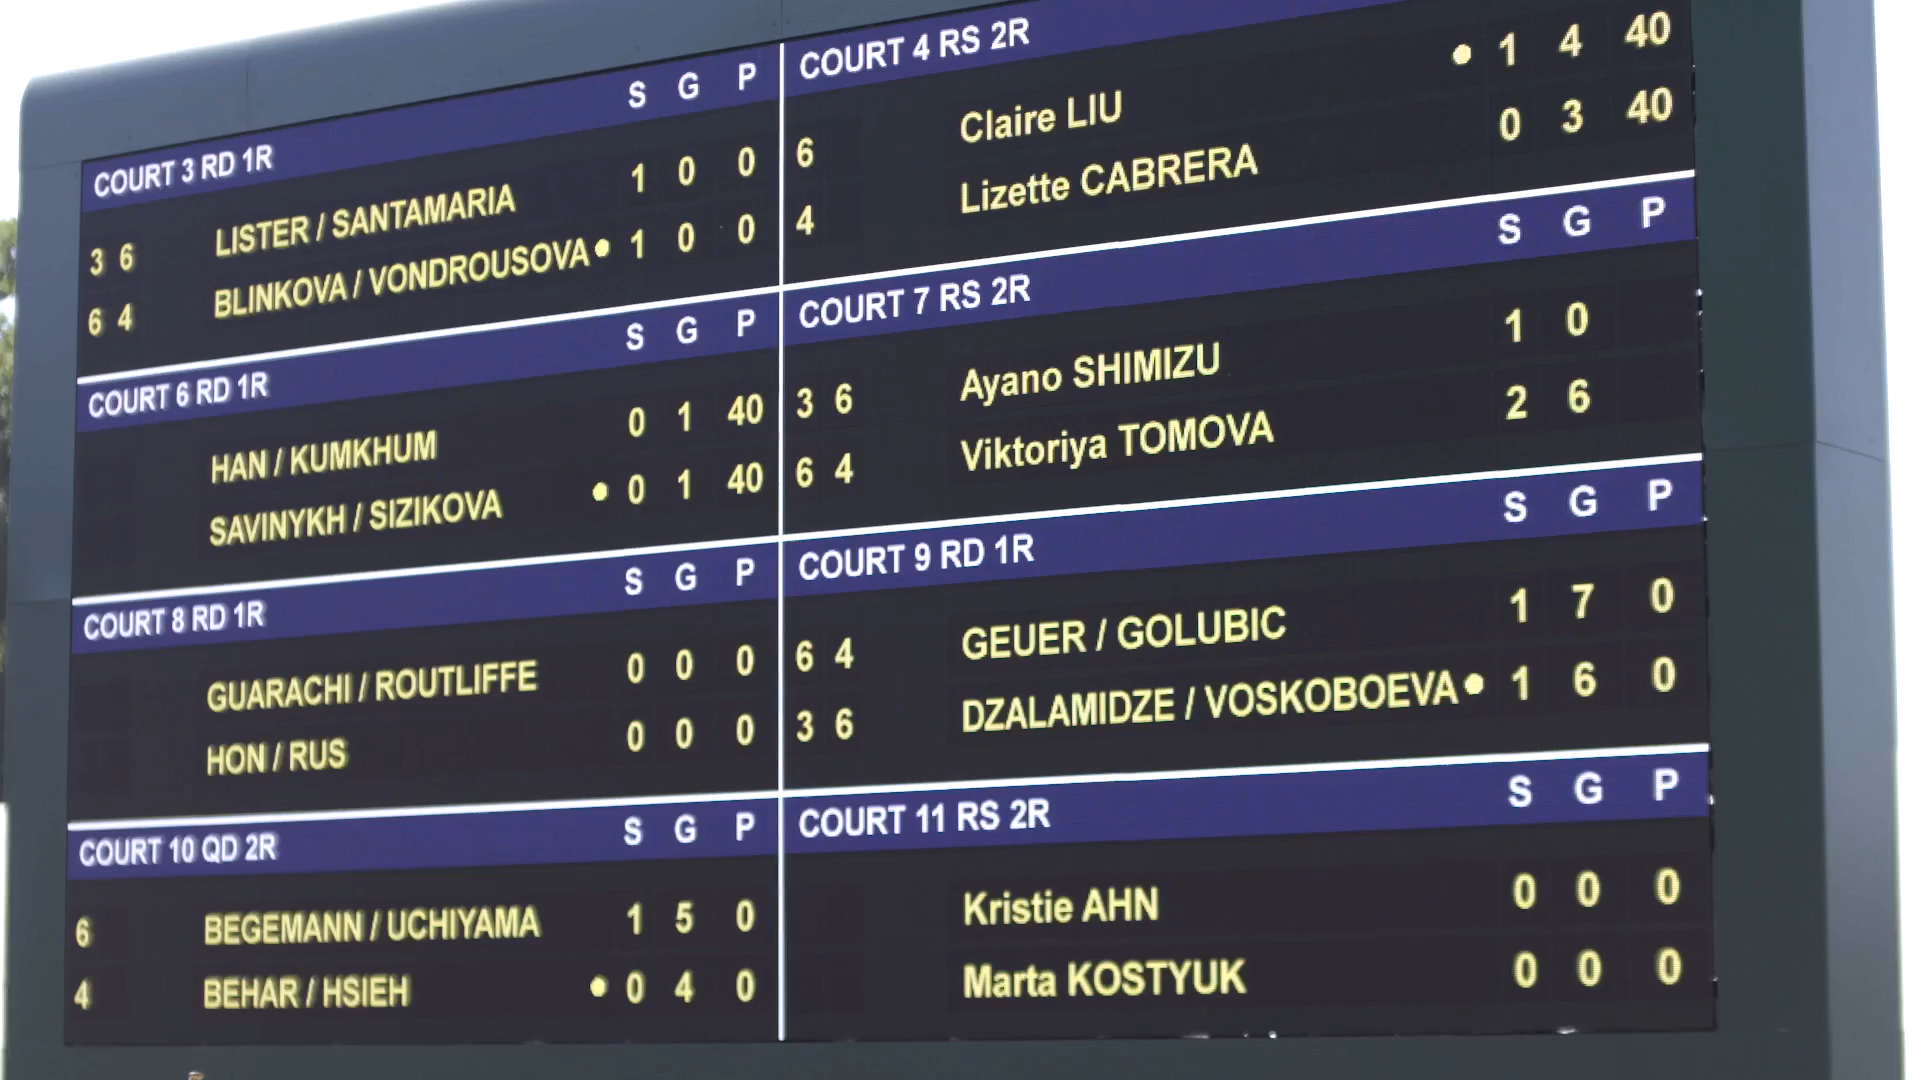 COURT 3 RD 1R S G P
3 6 LISTER / SANTAMARIA 1 0 0
6 4 BLINKOVA / VONDROUSOVA • 1 0 0
COURT 6 RD 1R S G P
HAN / KUMKHUM 0 1 40
SAVINYKH / SIZIKOVA • 0 1 40
COURT 8 RD 1R S G P
GUARACHI / ROUTLIFFE 0 0 0
HON / RUS 0 0 0
COURT 10 QD 2R S G P
6 BEGEMANN / UCHIYAMA 1 5 0
4 BEHAR / HSIEH • 0 4 0
COURT 4 RS 2R
6 Claire LIU • 1 4 40
4 Lizette CABRERA 0 3 40
COURT 7 RS 2R S G P
3 6 Ayano SHIMIZU 1 0
6 4 Viktoriya TOMOVA 2 6
COURT 9 RD 1R S G P
6 4 GEUER / GOLUBIC 1 7 0
3 6 DZALAMIDZE / VOSKOBOEVA • 1 6 0
COURT 11 RS 2R S G P
Kristie AHN 0 0 0
Marta KOSTYUK 0 0 0